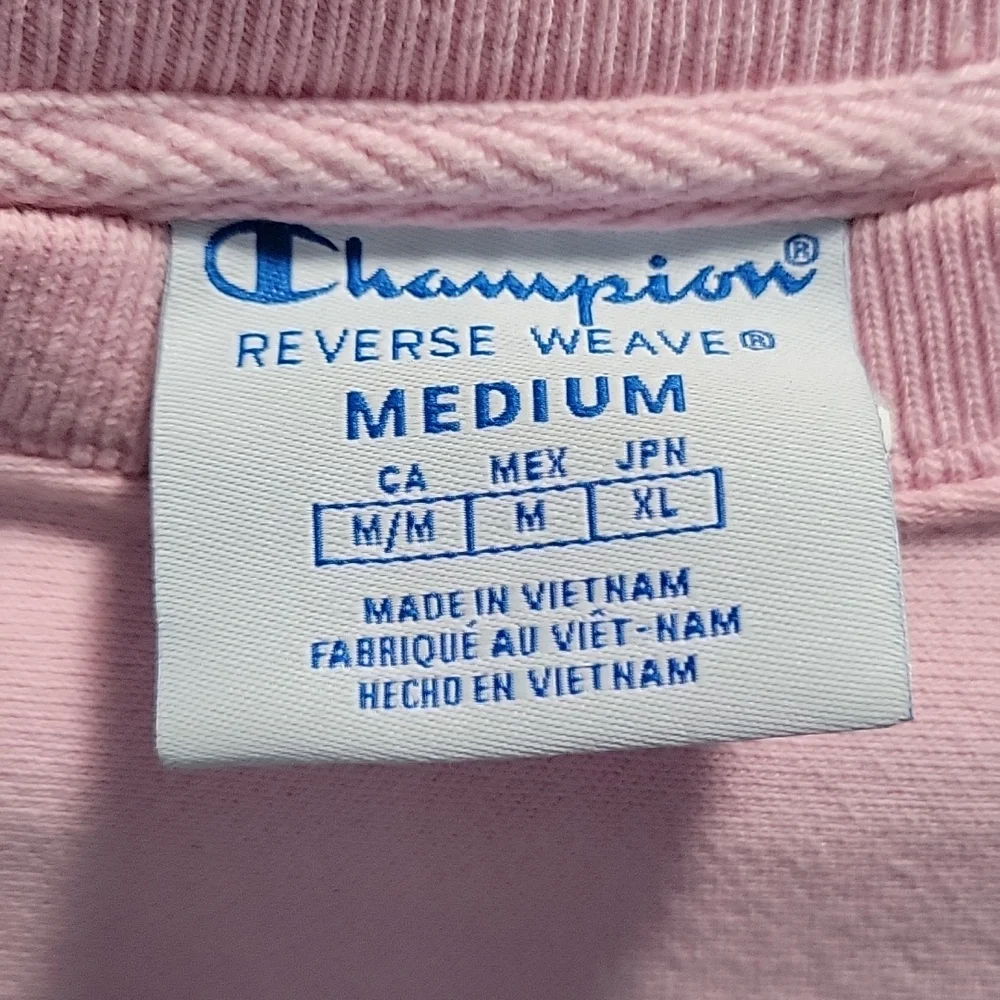 Champion®
REVERSE WEAVE®
MEDIUM
CA MEX JPN
M/M M XL
MADE IN VIETNAM
FABRIQUÉ AU VIÊT-NAM
HECHO EN VIETNAM